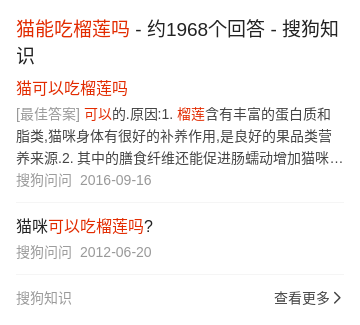 猫能吃榴莲吗 - 约1968个回答 - 搜狗知
识
猫可以吃榴莲吗
[最佳答案] 可以的.原因:1. 榴莲含有丰富的蛋白质和
脂类,猫咪身体有很好的补养作用,是良好的果品类营
养来源.2. 其中的膳食纤维还能促进肠蠕动增加猫咪...
搜狗问问 2016-09-16
猫咪可以吃榴莲吗?
搜狗问问 2012-06-20
搜狗知识
查看更多